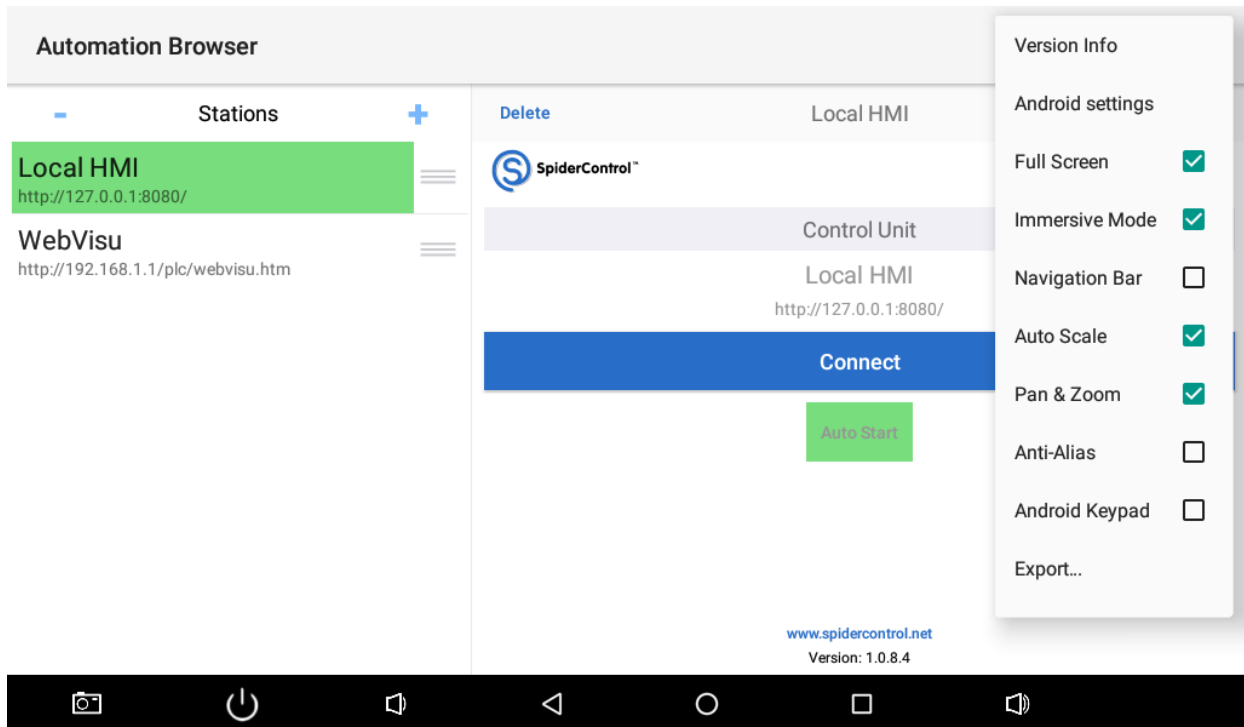 Automation Browser
- Stations +
Local HMI
http://127.0.0.1:8080/
WebVisu
http://192.168.1.1/plc/webvisu.htm
Delete Local HMI
S SpiderControl™
Control Unit
Local HMI
http://127.0.0.1:8080/
Connect
Auto Start
www.spidercontrol.net
Version: 1.0.8.4
Version Info
Android settings
Full Screen
Immersive Mode
Navigation Bar
Auto Scale
Pan & Zoom
Anti-Alias
Android Keypad
Export...